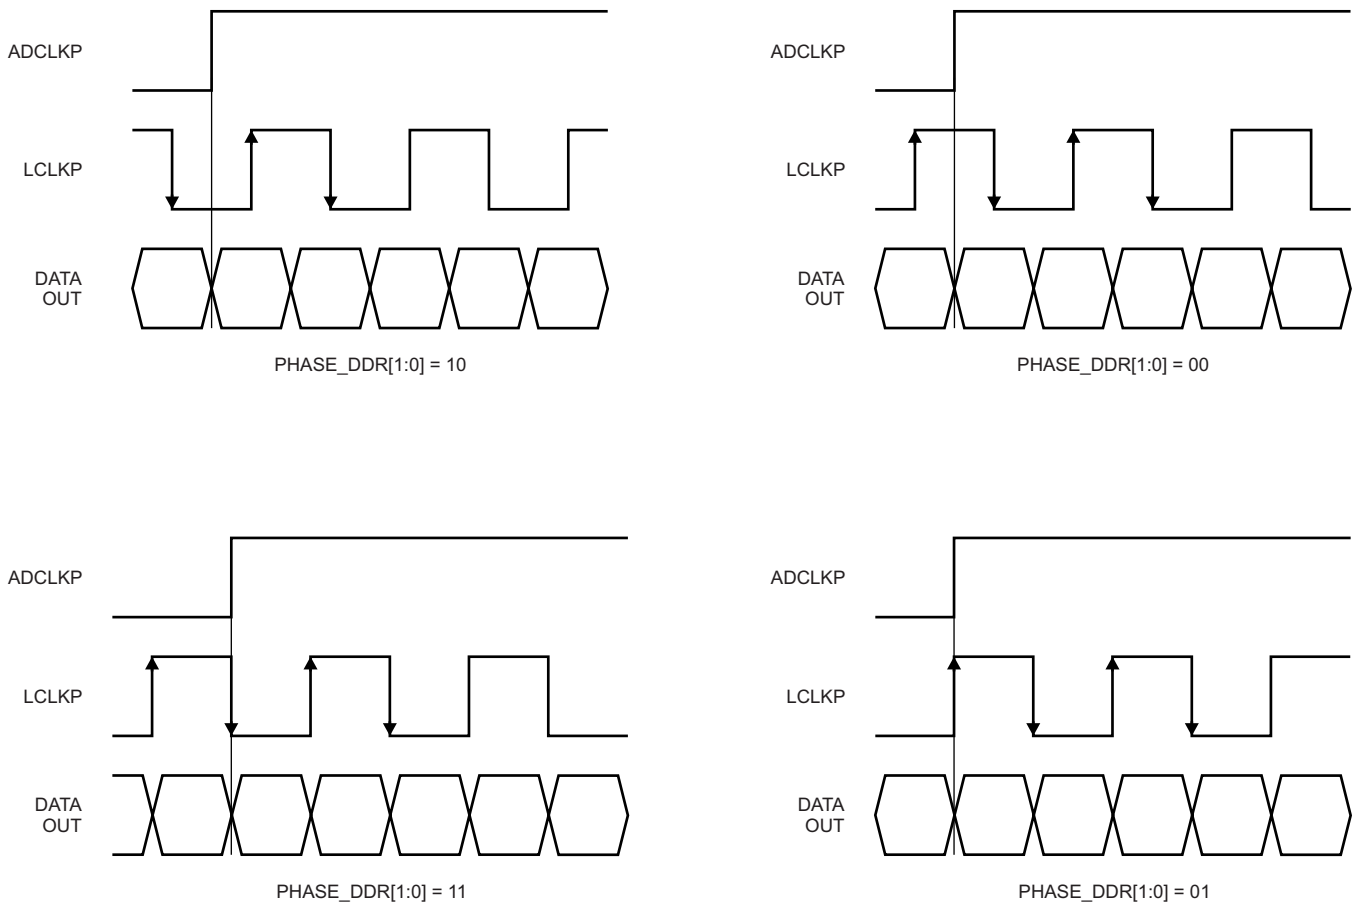 ADCLKP
LCLKP
DATA
OUT
PHASE_DDR[1:0] = 10
ADCLKP
LCLKP
DATA
OUT
PHASE_DDR[1:0] = 00
ADCLKP
LCLKP
DATA
OUT
PHASE_DDR[1:0] = 11
ADCLKP
LCLKP
DATA
OUT
PHASE_DDR[1:0] = 01